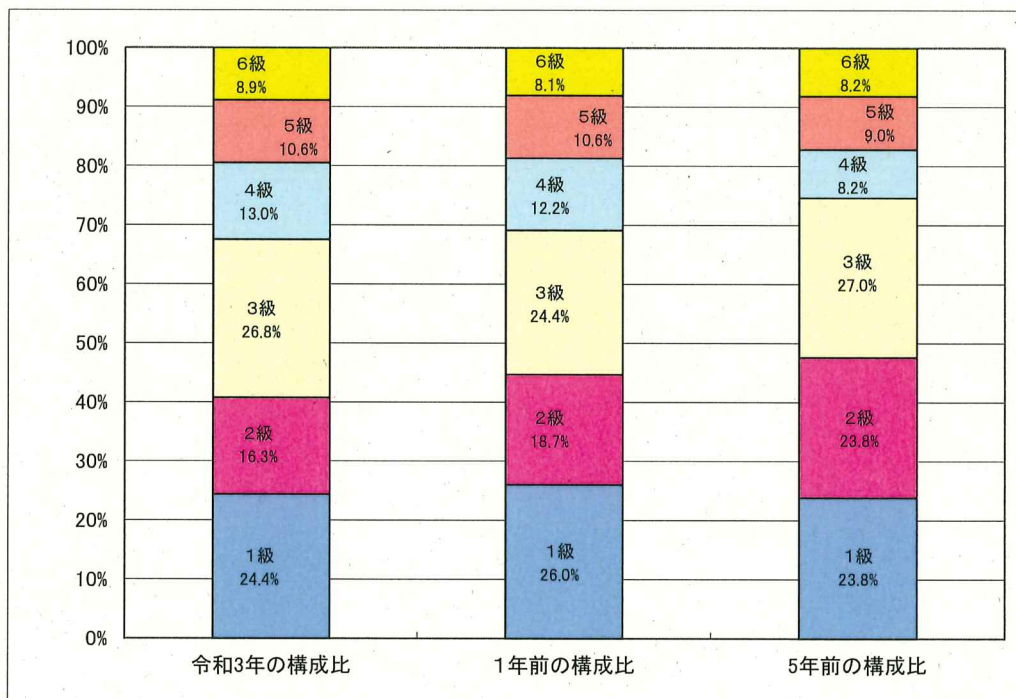 100%
90%
80%
70%
60%
50%
40%
30%
20%
10%
0%
6級
8.9%
5級
10.6%
4級
13.0%
3級
26.8%
2級
16.3%
1級
24.4%
6級
8.1%
5級
10.6%
4級
12.2%
3級
24.4%
2級
18.7%
1級
26.0%
6級
8.2%
5級
9.0%
4級
8.2%
3級
27.0%
2級
23.8%
1級
23.8%
令和3年の構成比
1年前の構成比
5年前の構成比